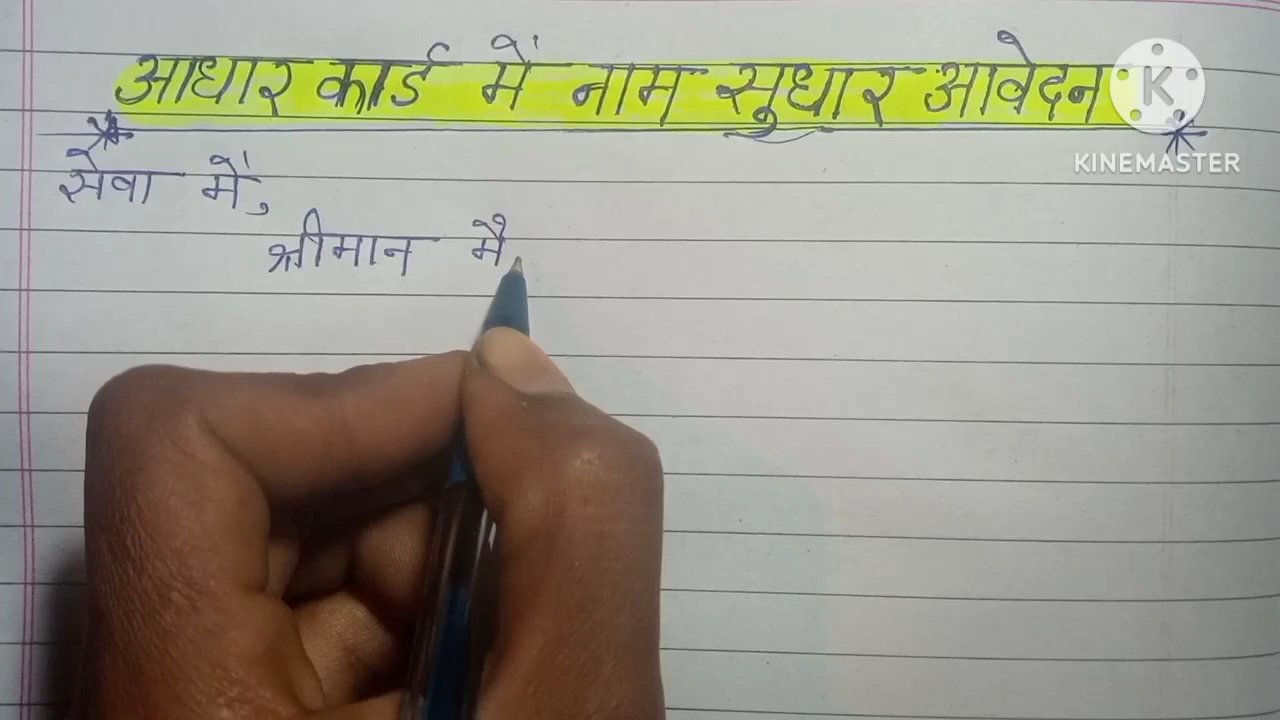 आधार कार्ड में नाम सुधार आवेदन
K
KINEMASTER
सेवा में,
श्रीमान मै